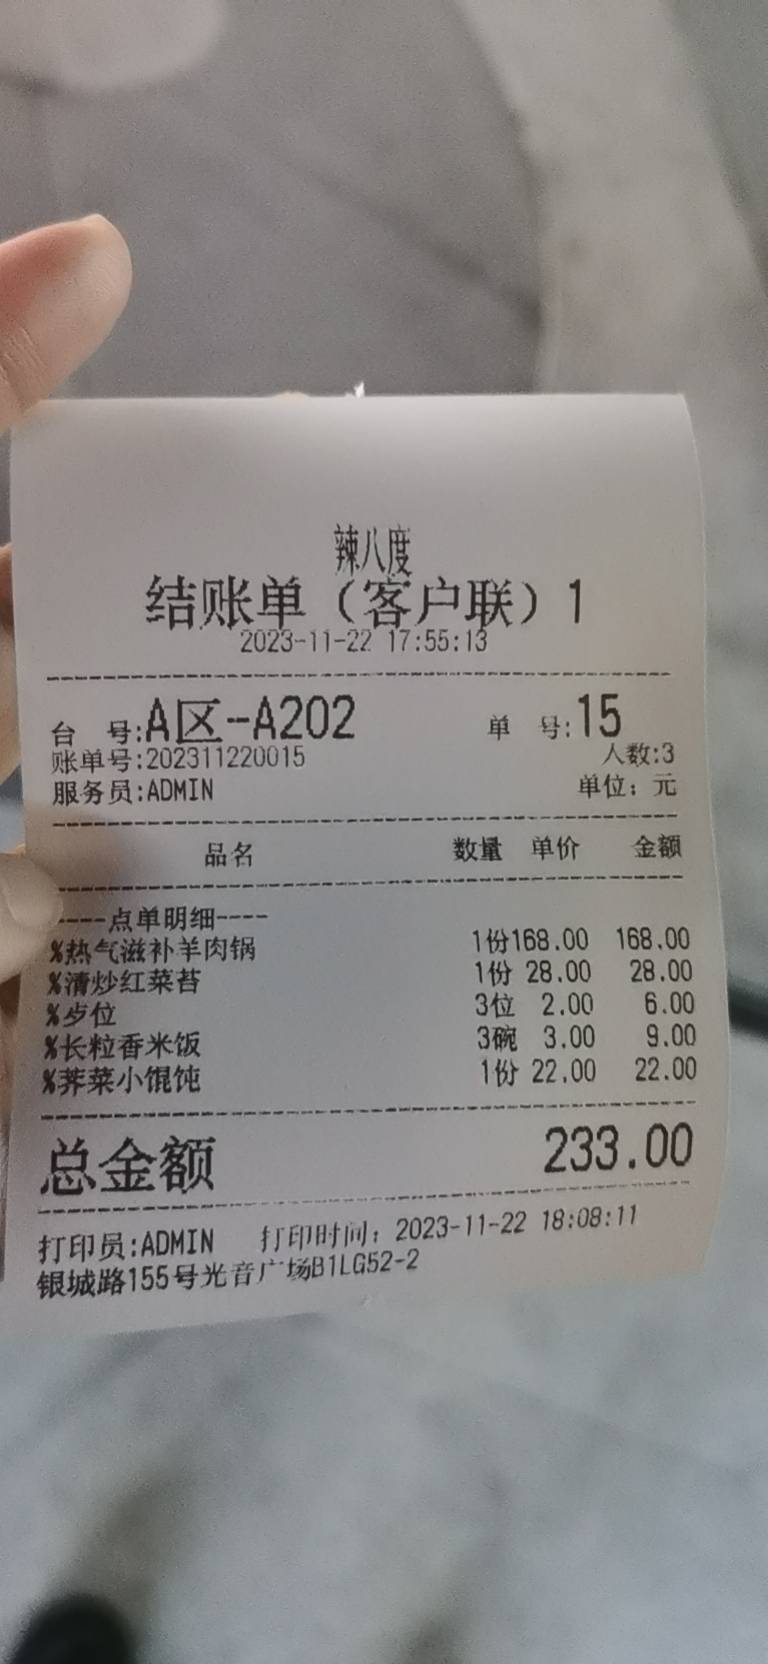 辣八度
结账单（客户联）1
2023-11-22 17:55:13
台 号:A区-A202 单 号:15
账单号:202311220015 人数:3
服务员:ADMIN 单位：元
品名 数量 单价 金额
----点单明细----
%热气滋补羊肉锅 1份168.00 168.00
%清炒红菜苔 1份 28.00 28.00
%歺位 3位 2.00 6.00
%长粒香米饭 3碗 3.00 9.00
%荠菜小馄饨 1份 22.00 22.00
总金额 233.00
打印员:ADMIN 打印时间：2023-11-22 18:08:11
银城路155号光音广场B1LG52-2